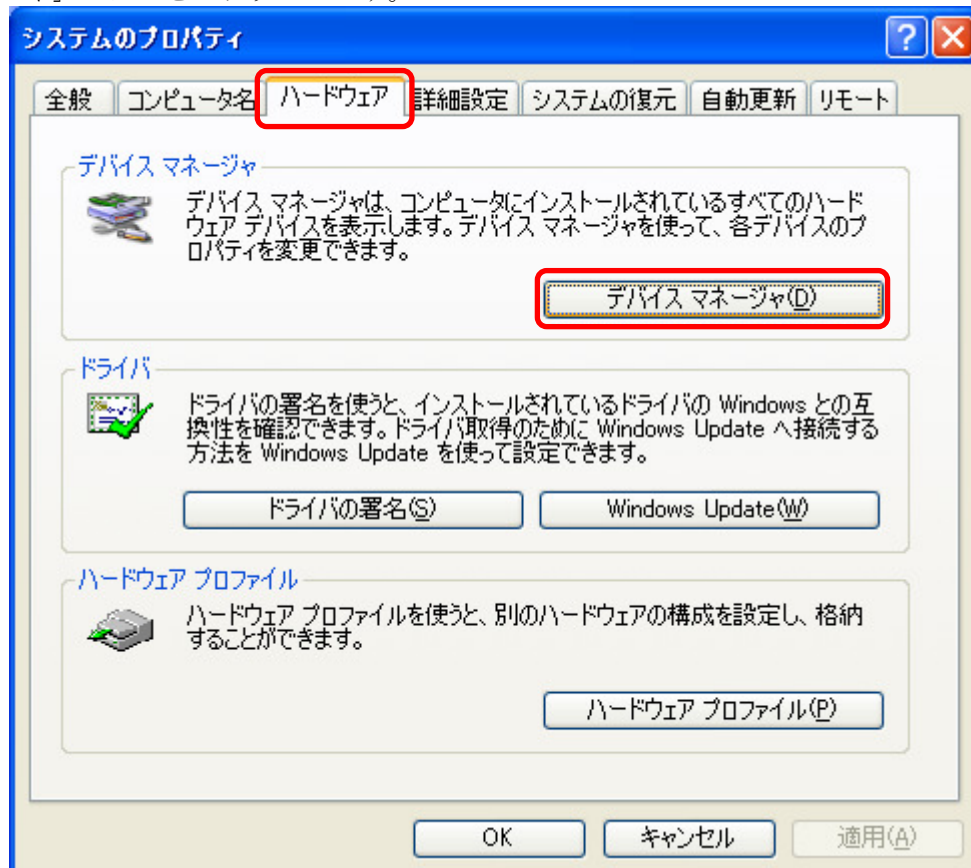 システムのプロパティ
全般 コンピュータ名 ハードウェア 詳細設定 システムの復元 自動更新 リモート
デバイス マネージャ
デバイス マネージャは、コンピュータにインストールされているすべてのハード
ウェア デバイスを表示します。デバイス マネージャを使って、各デバイスのプ
ロパティを変更できます。
デバイス マネージャ(D)
ドライバ
ドライバの署名を使うと、インストールされているドライバの Windows との互
換性を確認できます。ドライバ取得のために Windows Update へ接続する
方法を Windows Update を使って設定できます。
ドライバの署名(S) Windows Update(W)
ハードウェア プロファイル
ハードウェア プロファイルを使うと、別のハードウェアの構成を設定し、格納
することができます。
ハードウェア プロファイル(P)
OK キャンセル 適用(A)